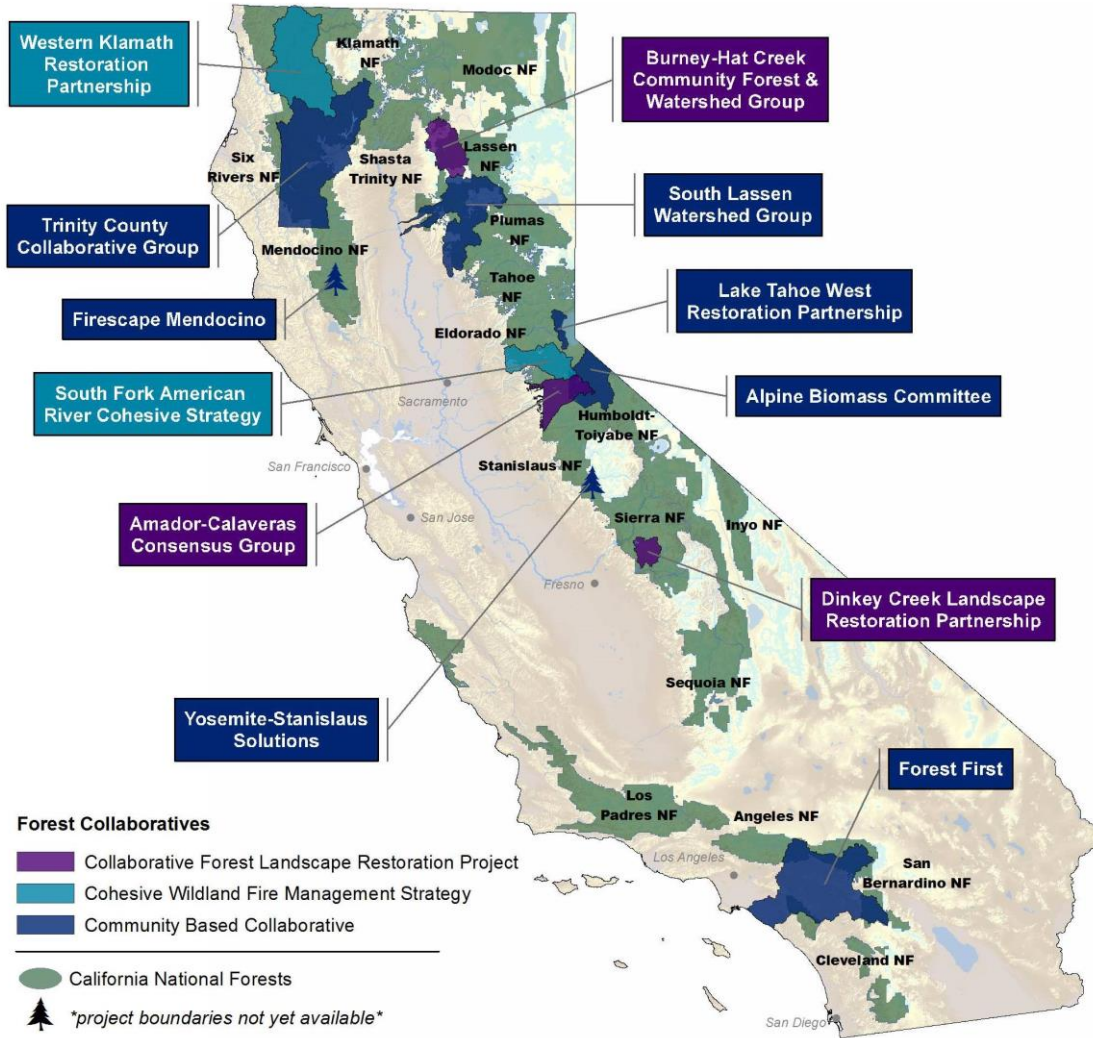 Western Klamath
Restoration
Partnership
Klamath
NF
Modoc NF
Burney-Hat Creek
Community Forest &
Watershed Group
Six
Rivers NF
Shasta
Trinity NF
Lassen
NF
Trinity County
Collaborative Group
South Lassen
Watershed Group
Plumas
NF
Mendocino NF
Tahoe
NF
Firescape Mendocino
Lake Tahoe West
Restoration Partnership
Eldorado NF
South Fork American
River Cohesive Strategy
Sacramento
Alpine Biomass Committee
Humboldt-
Toiyabe NF
San Francisco
Stanislaus NF
Amador-Calaveras
Consensus Group
San Jose
Sierra NF
Inyo NF
Fresno
Dinkey Creek Landscape
Restoration Partnership
Sequoia NF
Yosemite-Stanislaus
Solutions
Forest First
Los
Padres NF
Angeles NF
Los Angeles
San
Bernardino NF
Cleveland NF
San Diego
Forest Collaboratives
Collaborative Forest Landscape Restoration Project
Cohesive Wildland Fire Management Strategy
Community Based Collaborative
California National Forests
*project boundaries not yet available*